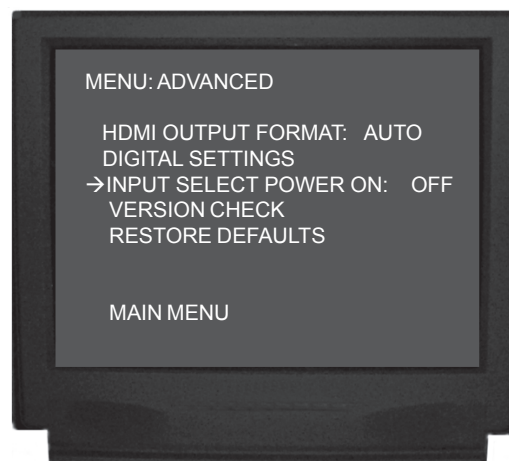 MENU: ADVANCED
HDMI OUTPUT FORMAT: AUTO
DIGITAL SETTINGS
→INPUT SELECT POWER ON: OFF
VERSION CHECK
RESTORE DEFAULTS
MAIN MENU